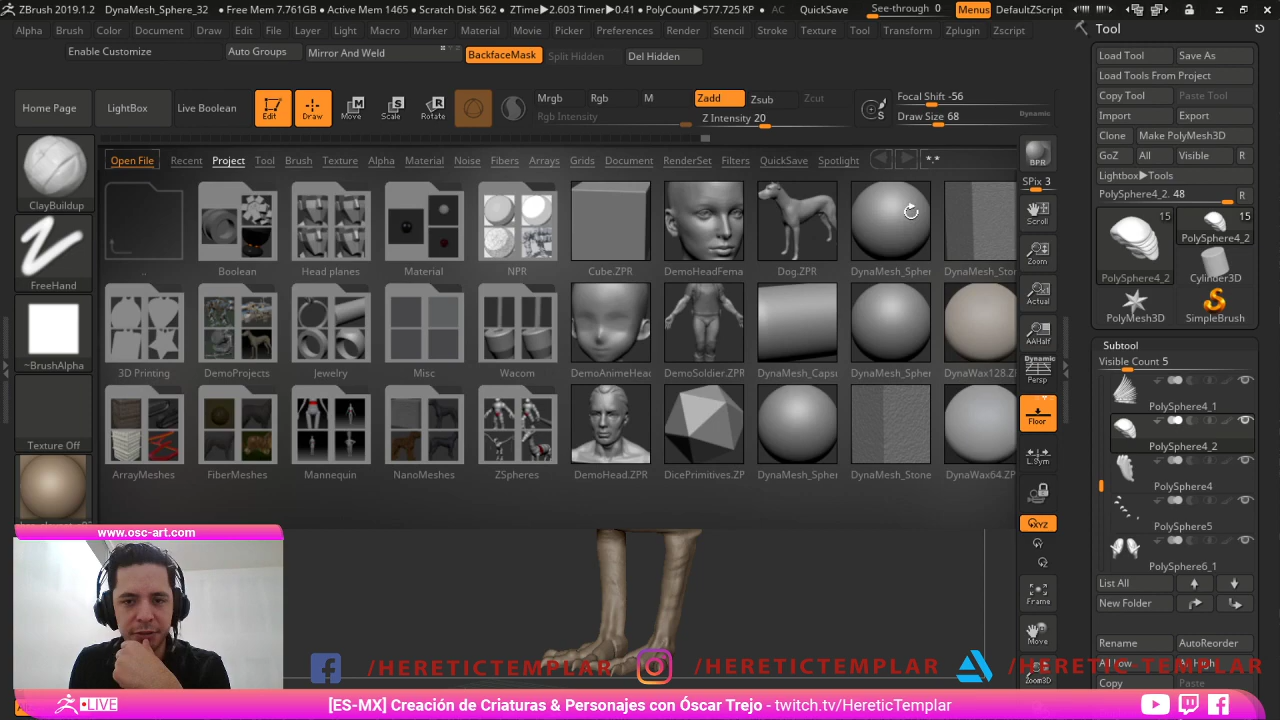 ZBrush 2019.1.2 DynaMesh_Sphere_32 • Free Mem 7.761GB • Active Mem 1465 • Scratch Disk 562 • ZTime▶2.603 Timer▶0.41 • PolyCount▶577.725 KP • AC QuickSave See-through 0 Menus DefaultZScript
Alpha Brush Color Document Draw Edit File Layer Light Macro Marker Material Movie Picker Preferences Render Stencil Stroke Texture Tool Transform Zplugin Zscript
Enable Customize Auto Groups Mirror And Weld BackfaceMask Split Hidden Del Hidden
Home Page LightBox Live Boolean Edit Draw Move Scale Rotate
Mrgb Rgb M Zadd Zsub Zcut Focal Shift -56
Rgb Intensity Z Intensity 20 Draw Size 68 Dynamic
Open File Recent Project Tool Brush Texture Alpha Material Noise Fibers Arrays Grids Document RenderSet Filters QuickSave Spotlight *.*
.. Boolean Head planes Material NPR Cube.ZPR DemoHeadFema Dog.ZPR DynaMesh_Spher DynaMesh_Ston
3D Printing DemoProjects Jewelry Misc Wacom DemoAnimeHead DemoSoldier.ZPR DynaMesh_Capsu DynaMesh_Spher DynaWax128.ZP
ArrayMeshes FiberMeshes Mannequin NanoMeshes ZSpheres DemoHead.ZPR DicePrimitives.ZP DynaMesh_Spher DynaMesh_Stone DynaWax64.ZP
ClayBuildup
FreeHand
~BrushAlpha
Texture Off
BPR
SPix 3
Scroll
Zoom
Actual
AAHalf
Dynamic
Persp
Floor
L.Sym
XYZ
Frame
Move
Zoom3D
Tool
Load Tool Save As
Load Tools From Project
Copy Tool Paste Tool
Import Export
Clone Make PolyMesh3D
GoZ All Visible R
Lightbox▶Tools
PolySphere4_2. 48 R
15 15
PolySphere4_2
PolySphere4_2 Cylinder3D
PolyMesh3D SimpleBrush
Subtool
Visible Count 5
PolySphere4_1
PolySphere4_2
PolySphere4
PolySphere5
PolySphere6_1
List All
New Folder
Rename AutoReorder
Copy Paste
www.osc-art.com
/HERETICTEMPLAR /HERETICTEMPLAR /HERETIC-TEMPLAR
LIVE [ES-MX] Creación de Criaturas & Personajes con Óscar Trejo - twitch.tv/HereticTemplar